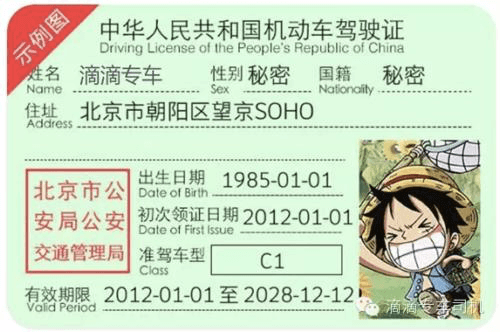 示例图
中华人民共和国机动车驾驶证
Driving License of the People's Republic of China
姓名 滴滴专车 性别 秘密 国籍 秘密
Name Sex Nationality
住址 北京市朝阳区望京SOHO
Address
出生日期 1985-01-01
Date of Birth
北京市公
安局公安
交通管理局
初次领证日期 2012-01-01
Date of First Issue
准驾车型 C1
Class
有效期限 2012-01-01 至 2028-12-12
Valid Period
滴滴专车司机